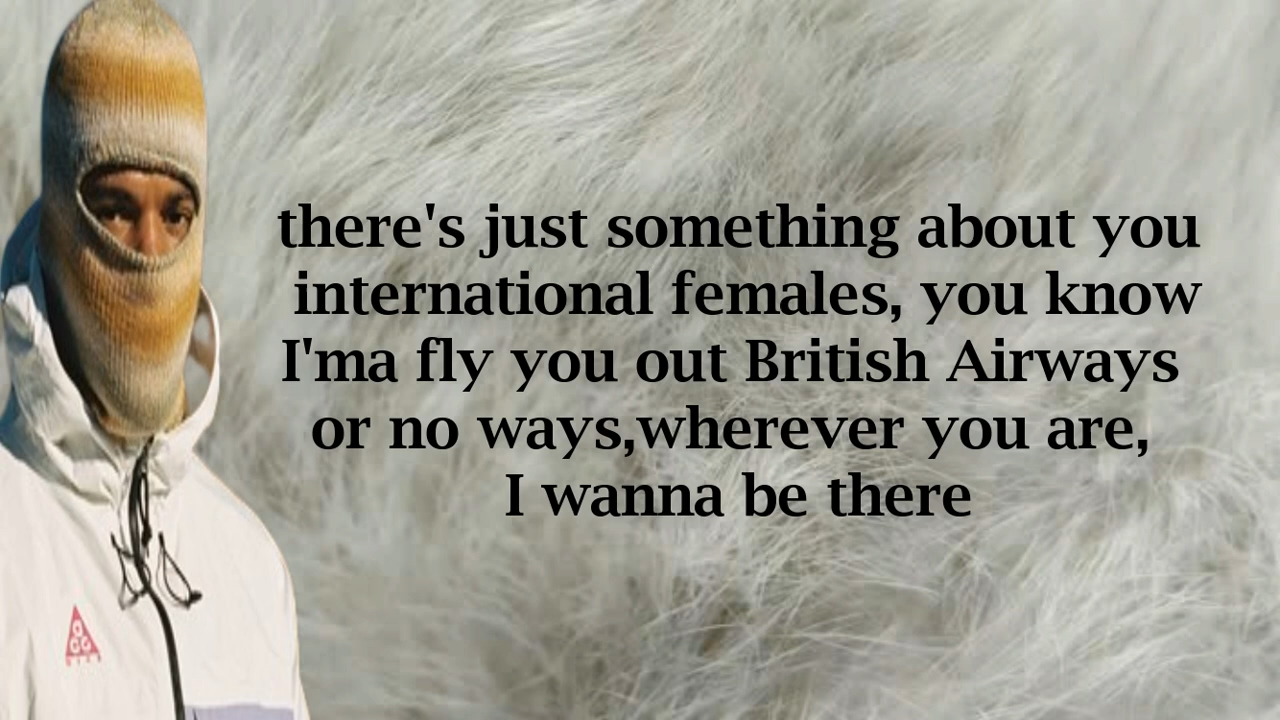 there's just something about you
international females, you know
I'ma fly you out British Airways
or no ways,wherever you are,
I wanna be there